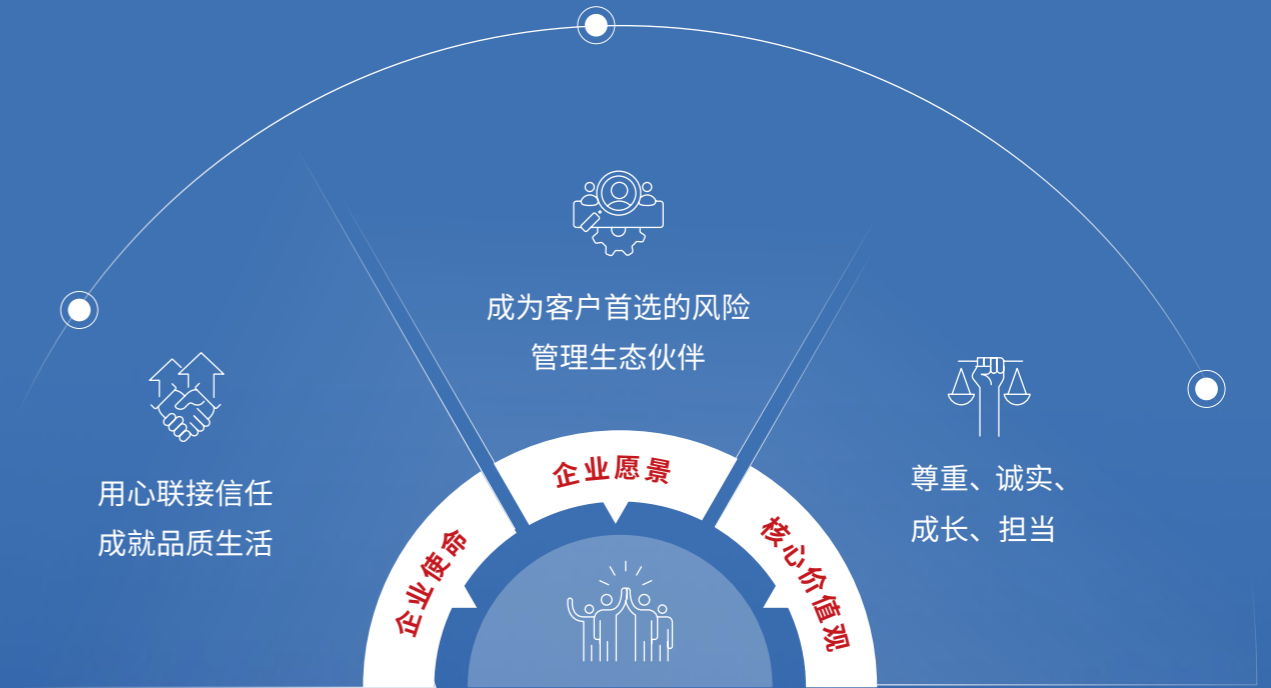 企业使命
用心联接信任
成就品质生活
企业愿景
成为客户首选的风险
管理生态伙伴
核心价值观
尊重、诚实、
成长、担当